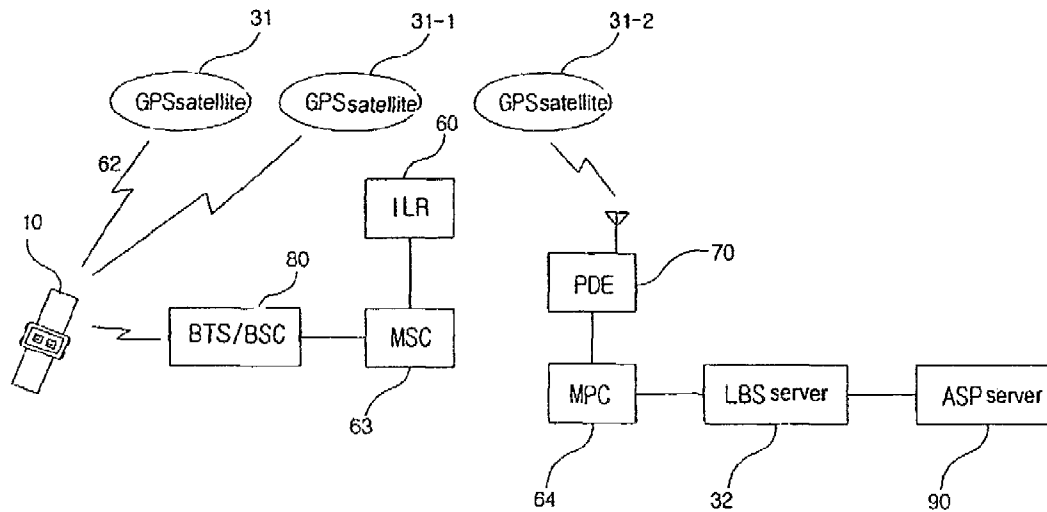 31
31-1
31-2
GPSsatellite
GPSsatellite
GPSsatellite
60
62
ILR
10
70
80
PDE
BTS/BSC
MSC
MPC
LBS server
ASP server
63
64
32
90